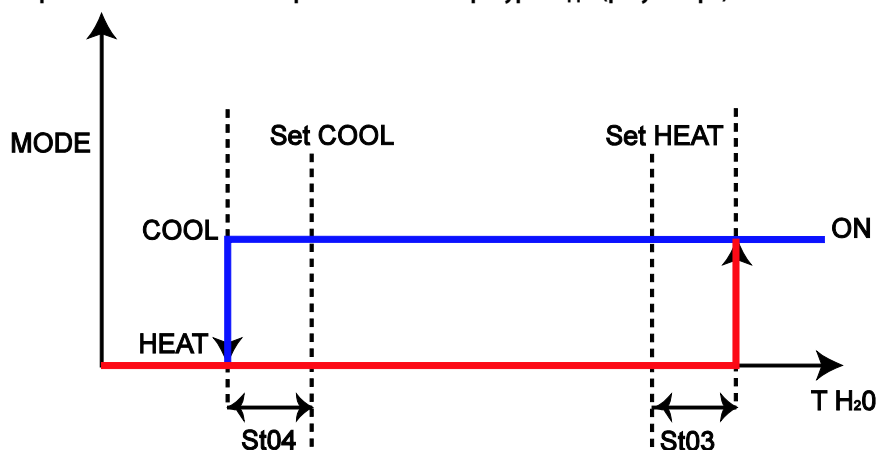 MODE
Set COOL
Set HEAT
COOL
ON
HEAT
T H₂0
St04
St03